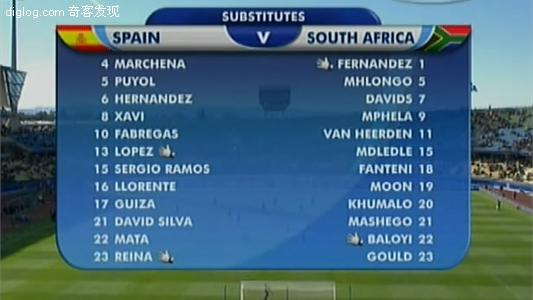 diglog.com 奇客发现
SUBSTITUTES
SPAIN V SOUTH AFRICA
4 MARCHENA FERNANDEZ 1
5 PUYOL MHLONGO 5
6 HERNANDEZ DAVIDS 7
8 XAVI MPHELA 9
10 FABREGAS VAN HEERDEN 11
13 LOPEZ MDLEDLE 15
15 SERGIO RAMOS FANTENI 18
16 LLORENTE MOON 19
17 GUIZA KHUMALO 20
21 DAVID SILVA MASHEGO 21
22 MATA BALOYI 22
23 REINA GOULD 23